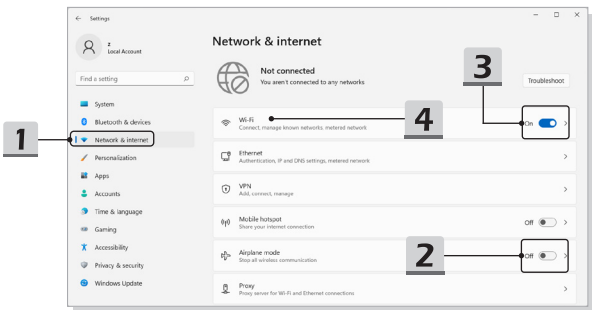 Settings
z
Local Account
Find a setting
System
Bluetooth & devices
Network & internet
Personalization
Apps
Accounts
Time & language
Gaming
Accessibility
Privacy & security
Windows Update
Network & internet
Not connected
You aren't connected to any networks
Troubleshoot
Wi-Fi
Connect, manage known networks, metered network
On
Ethernet
Authentication, IP and DNS settings, metered network
VPN
Add, connect, manage
Mobile hotspot
Share your internet connection
Off
Airplane mode
Stop all wireless communication
Off
Proxy
Proxy server for Wi-Fi and Ethernet connections
1
2
3
4